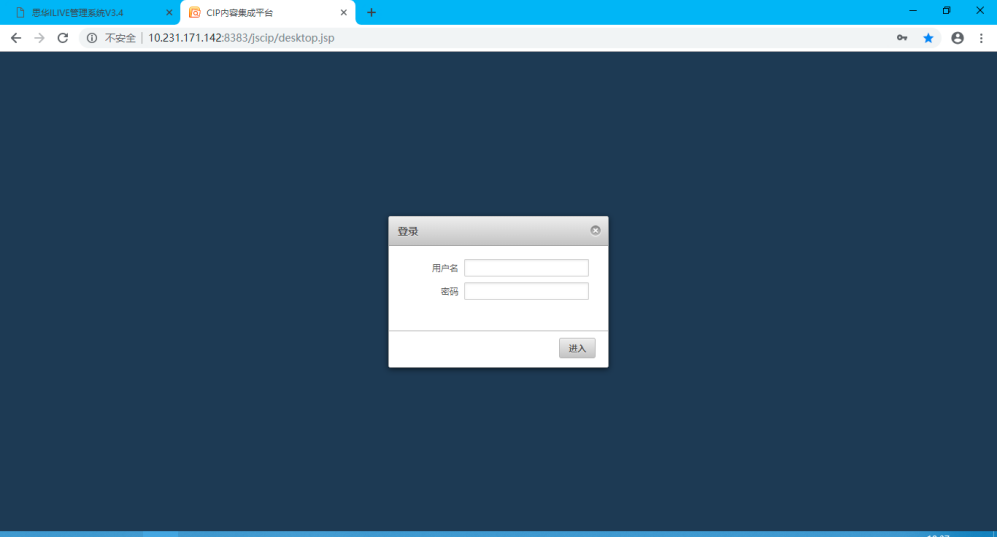 思华iLIVE管理系统V3.4
CIP内容集成平台
不安全 | 10.231.171.142:8383/jscip/desktop.jsp
登录
用户名
密码
进入